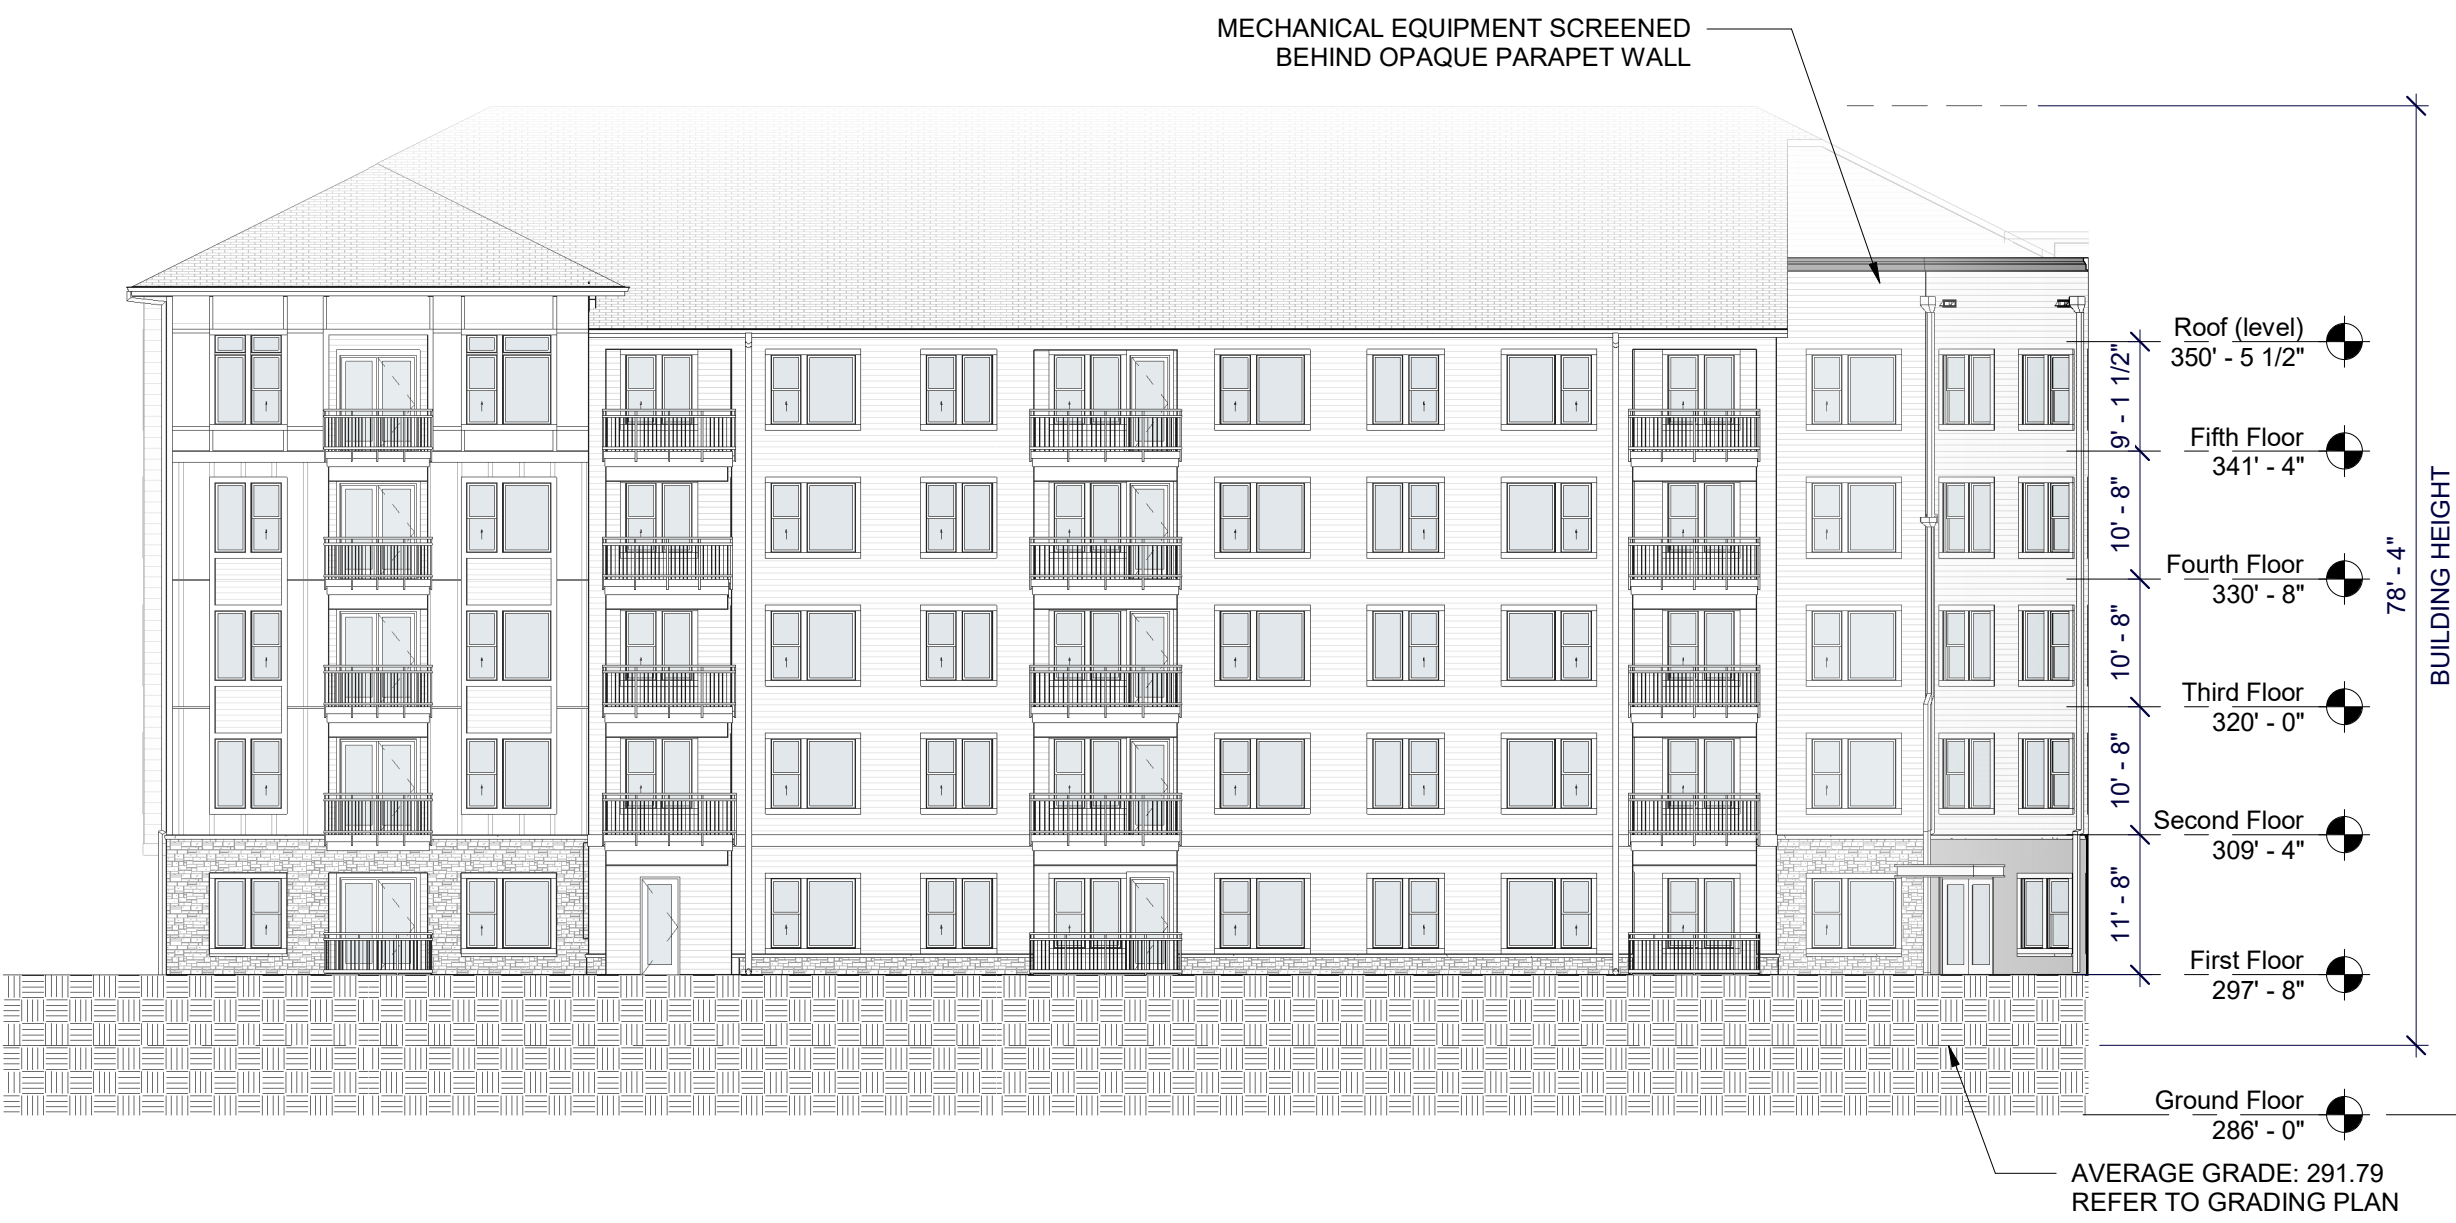 MECHANICAL EQUIPMENT SCREENED
BEHIND OPAQUE PARAPET WALL
Roof (level)
350' - 5 1/2"
9' - 1 1/2"
Fifth Floor
341' - 4"
10' - 8"
Fourth Floor
330' - 8"
10' - 8"
Third Floor
320' - 0"
10' - 8"
Second Floor
309' - 4"
11' - 8"
First Floor
297' - 8"
78' - 4"
BUILDING HEIGHT
Ground Floor
286' - 0"
AVERAGE GRADE: 291.79
REFER TO GRADING PLAN